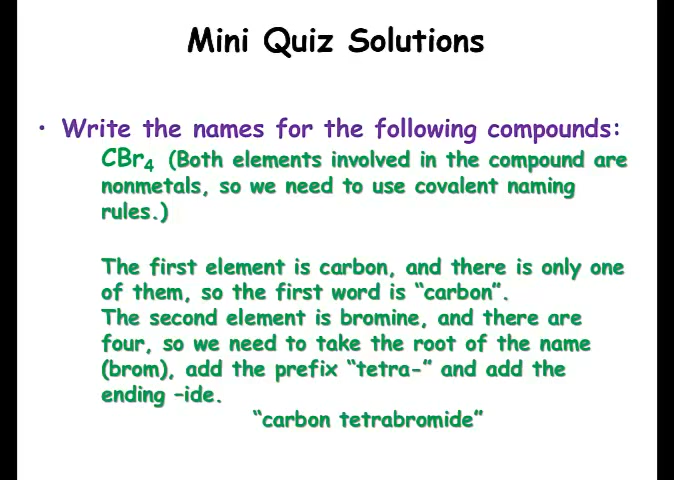 Mini Quiz Solutions
• Write the names for the following compounds:
CBr₄ (Both elements involved in the compound are
nonmetals, so we need to use covalent naming
rules.)
The first element is carbon, and there is only one
of them, so the first word is “carbon”.
The second element is bromine, and there are
four, so we need to take the root of the name
(brom), add the prefix “tetra-” and add the
ending –ide.
“carbon tetrabromide”